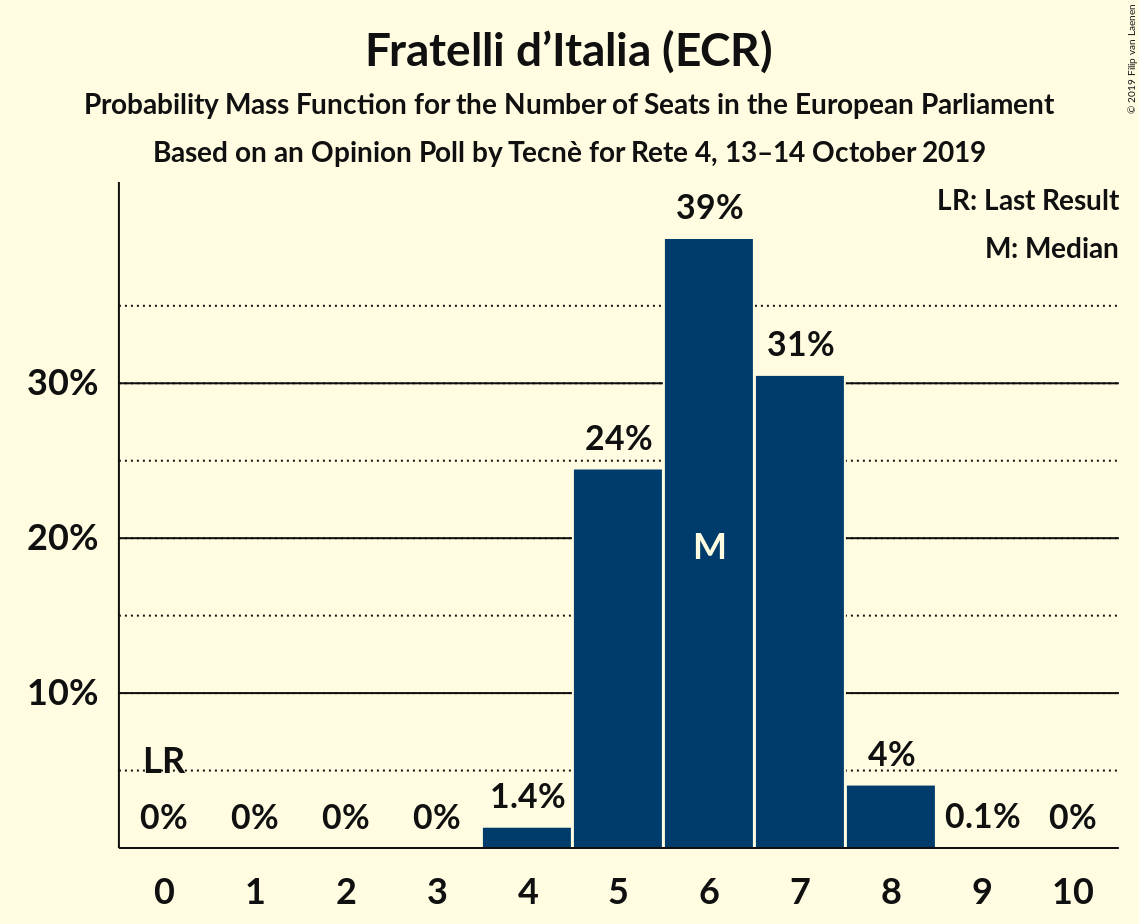 Fratelli d’Italia (ECR)
Probability Mass Function for the Number of Seats in the European Parliament
Based on an Opinion Poll by Tecnè for Rete 4, 13–14 October 2019
© 2019 Filip van Laenen
LR: Last Result
M: Median
39%
31%
30%
24%
20%
M
10%
LR
4%
1.4%
0% 0% 0% 0% 0.1% 0%
0 1 2 3 4 5 6 7 8 9 10